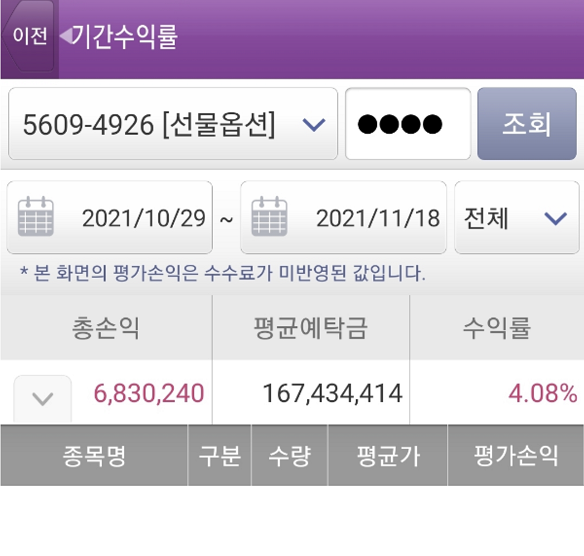 이전 기간수익률
5609-4926 [선물옵션] ●●●● 조회
2021/10/29 ~ 2021/11/18 전체
* 본 화면의 평가손익은 수수료가 미반영된 값입니다.
총손익 평균예탁금 수익률
6,830,240 167,434,414 4.08%
종목명 구분 수량 평균가 평가손익